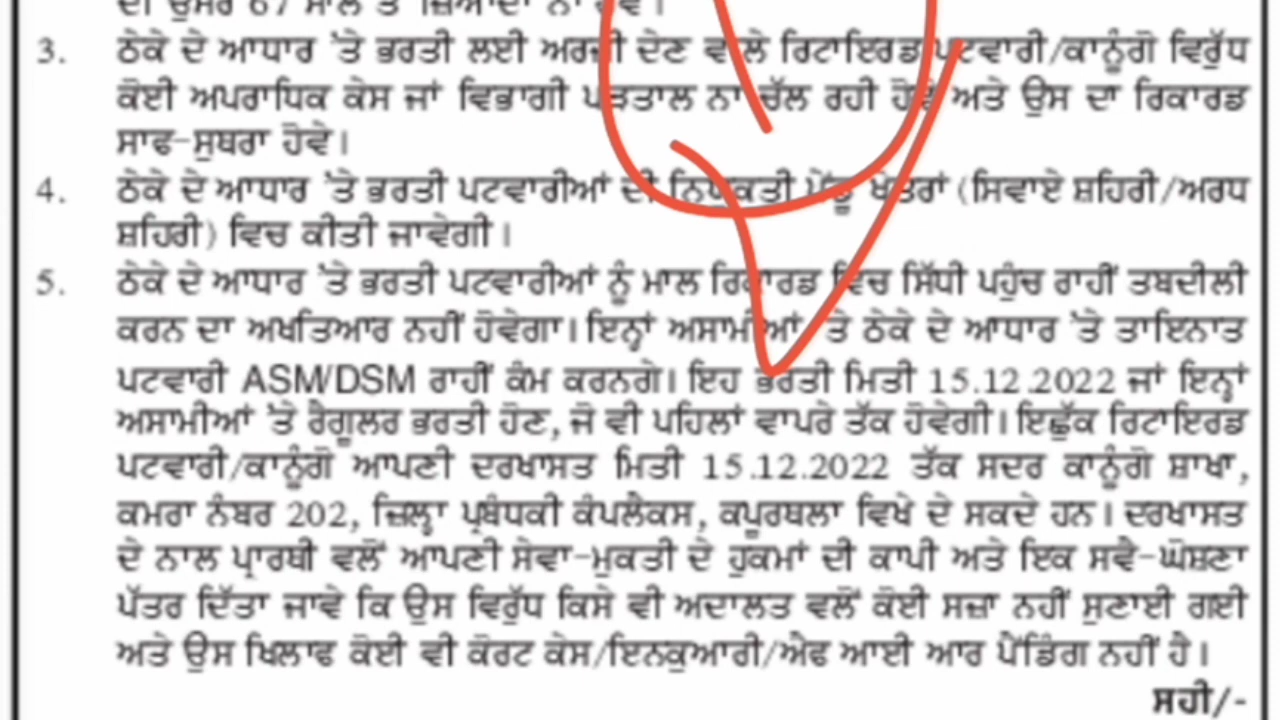 ਦੀ ਉਮਰ 67 ਸਾਲ ਤੋਂ ਜ਼ਿਆਦਾ ਨਾ ਹੋਵੇ।
3. ਠੇਕੇ ਦੇ ਆਧਾਰ 'ਤੇ ਭਰਤੀ ਲਈ ਅਰਜ਼ੀ ਦੇਣ ਵਾਲੇ ਰਿਟਾਇਰਡ ਪਟਵਾਰੀ/ਕਾਨੂੰਗੋ ਵਿਰੁੱਧ
ਕੋਈ ਅਪਰਾਧਿਕ ਕੇਸ ਜਾਂ ਵਿਭਾਗੀ ਪੜਤਾਲ ਨਾ ਚੱਲ ਰਹੀ ਹੋਵੇ ਅਤੇ ਉਸ ਦਾ ਰਿਕਾਰਡ
ਸਾਫ-ਸੁਥਰਾ ਹੋਵੇ।
4. ਠੇਕੇ ਦੇ ਆਧਾਰ 'ਤੇ ਭਰਤੀ ਪਟਵਾਰੀਆਂ ਦੀ ਨਿਯੁਕਤੀ ਪੇਂਡੂ ਖੇਤਰਾਂ (ਸਿਵਾਏ ਸ਼ਹਿਰੀ/ਅਰਧ
ਸ਼ਹਿਰੀ) ਵਿਚ ਕੀਤੀ ਜਾਵੇਗੀ।
5. ਠੇਕੇ ਦੇ ਆਧਾਰ 'ਤੇ ਭਰਤੀ ਪਟਵਾਰੀਆਂ ਨੂੰ ਮਾਲ ਰਿਕਾਰਡ ਵਿਚ ਸਿੱਧੀ ਪਹੁੰਚ ਰਾਹੀਂ ਤਬਦੀਲੀ
ਕਰਨ ਦਾ ਅਖਤਿਆਰ ਨਹੀਂ ਹੋਵੇਗਾ। ਇਨ੍ਹਾਂ ਅਸਾਮੀਆਂ 'ਤੇ ਠੇਕੇ ਦੇ ਆਧਾਰ 'ਤੇ ਤਾਇਨਾਤ
ਪਟਵਾਰੀ ASM/DSM ਰਾਹੀਂ ਕੰਮ ਕਰਨਗੇ। ਇਹ ਭਰਤੀ ਮਿਤੀ 15.12.2022 ਜਾਂ ਇਨ੍ਹਾਂ
ਅਸਾਮੀਆਂ 'ਤੇ ਰੈਗੂਲਰ ਭਰਤੀ ਹੋਣ, ਜੋ ਵੀ ਪਹਿਲਾਂ ਵਾਪਰੇ ਤੱਕ ਹੋਵੇਗੀ। ਇਛੁੱਕ ਰਿਟਾਇਰਡ
ਪਟਵਾਰੀ/ਕਾਨੂੰਗੋ ਆਪਣੀ ਦਰਖਾਸਤ ਮਿਤੀ 15.12.2022 ਤੱਕ ਸਦਰ ਕਾਨੂੰਗੋ ਸ਼ਾਖਾ,
ਕਮਰਾ ਨੰਬਰ 202, ਜ਼ਿਲ੍ਹਾ ਪ੍ਰਬੰਧਕੀ ਕੰਪਲੈਕਸ, ਕਪੂਰਥਲਾ ਵਿਖੇ ਦੇ ਸਕਦੇ ਹਨ। ਦਰਖਾਸਤ
ਦੇ ਨਾਲ ਪ੍ਰਾਰਥੀ ਵਲੋਂ ਆਪਣੀ ਸੇਵਾ-ਮੁਕਤੀ ਦੇ ਹੁਕਮਾਂ ਦੀ ਕਾਪੀ ਅਤੇ ਇਕ ਸਵੈ-ਘੋਸ਼ਣਾ
ਪੱਤਰ ਦਿੱਤਾ ਜਾਵੇ ਕਿ ਉਸ ਵਿਰੁੱਧ ਕਿਸੇ ਵੀ ਅਦਾਲਤ ਵਲੋਂ ਕੋਈ ਸਜ਼ਾ ਨਹੀਂ ਸੁਣਾਈ ਗਈ
ਅਤੇ ਉਸ ਖਿਲਾਫ ਕੋਈ ਵੀ ਕੋਰਟ ਕੇਸ/ਇਨਕੁਆਰੀ/ਐਫ ਆਈ ਆਰ ਪੈਂਡਿੰਗ ਨਹੀਂ ਹੈ।
ਸਹੀ/-